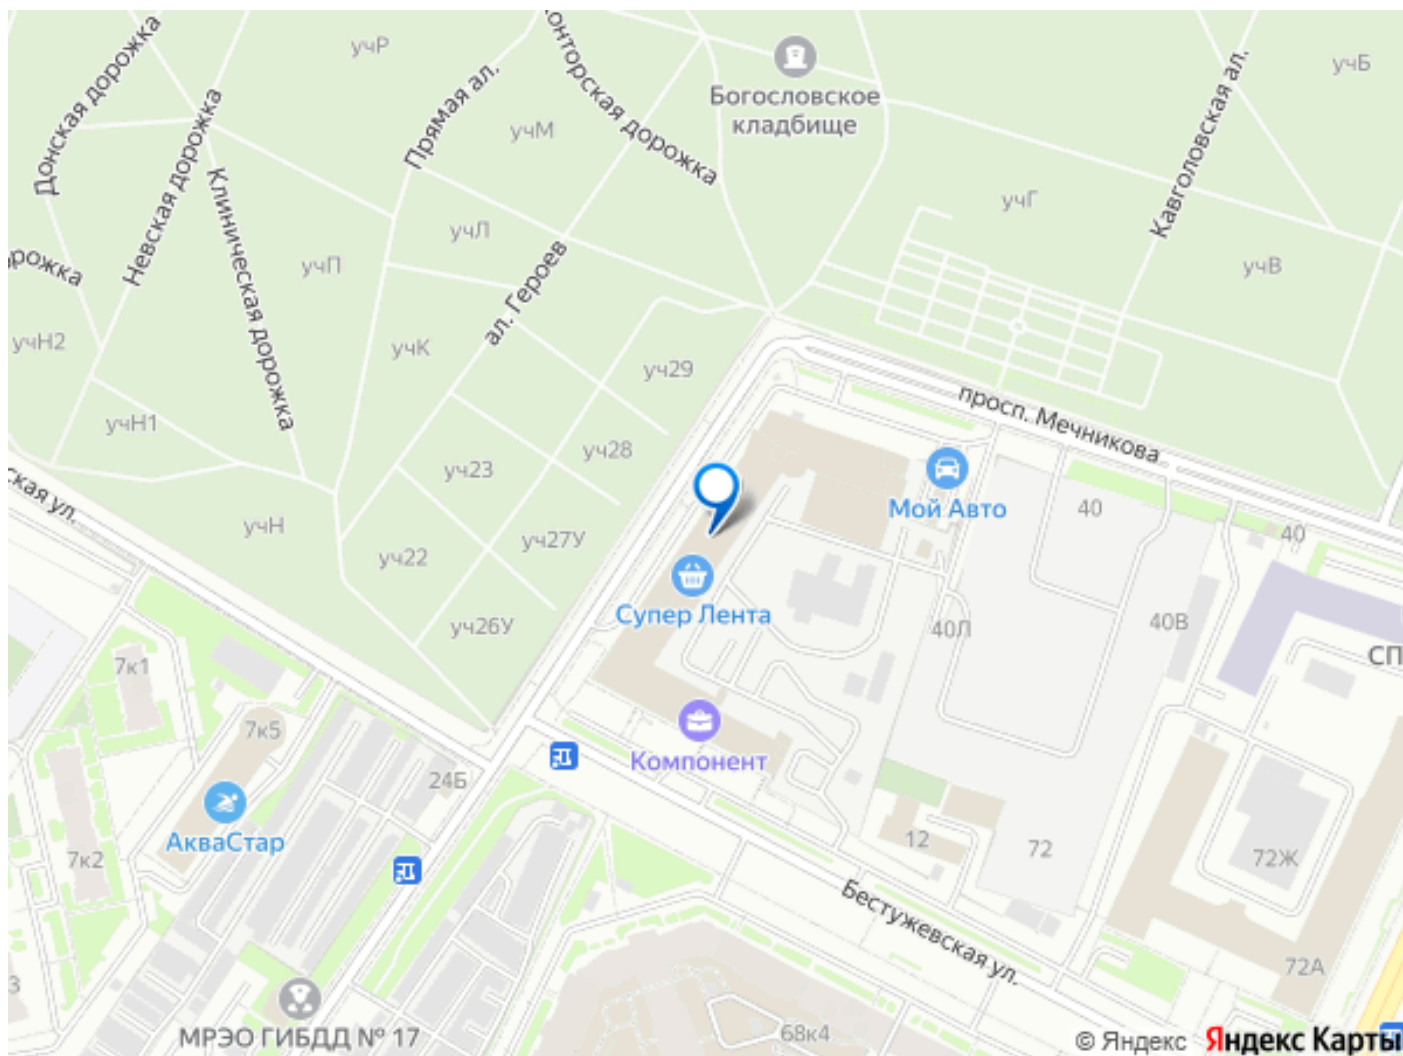 учР
учБ
Донская дорожка
Прямая ал.
Конторская дорожка
Богословское
кладбище
Кавголовская ал.
Невская дорожка
учМ
Клиническая дорожка
учГ
учЛ
дорожка
учП
ал. Героев
учВ
учН2
учК
уч29
просп. Мечникова
учН1
уч28
уч23
ская ул.
Мой Авто
40
учН
уч27У
40
уч22
Супер Лента
уч26У
40Л
40В
СП
7к1
7к5
Компонент
24Б
АкваСтар
7к2
12
72
72Ж
Бестужевская ул.
72А
3
МРЭО ГИБДД № 17
68к4
© Яндекс Яндекс Карты